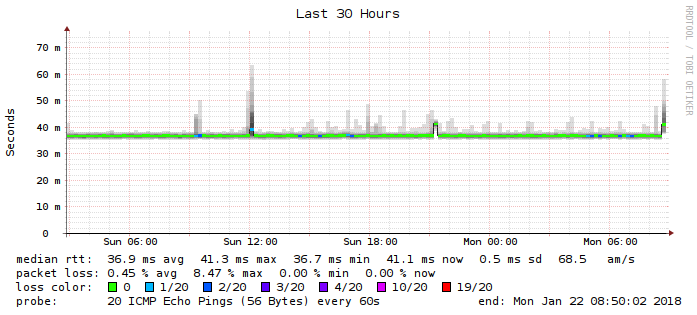 Last 30 Hours
RRDTOOL / TOBI OETIKER
Seconds
70 m
60 m
50 m
40 m
30 m
20 m
10 m
0
Sun 06:00 Sun 12:00 Sun 18:00 Mon 00:00 Mon 06:00
median rtt: 36.9 ms avg 41.3 ms max 36.7 ms min 41.1 ms now 0.5 ms sd 68.5 am/s
packet loss: 0.45 % avg 8.47 % max 0.00 % min 0.00 % now
loss color: 0 1/20 2/20 3/20 4/20 10/20 19/20
probe: 20 ICMP Echo Pings (56 Bytes) every 60s end: Mon Jan 22 08:50:02 2018